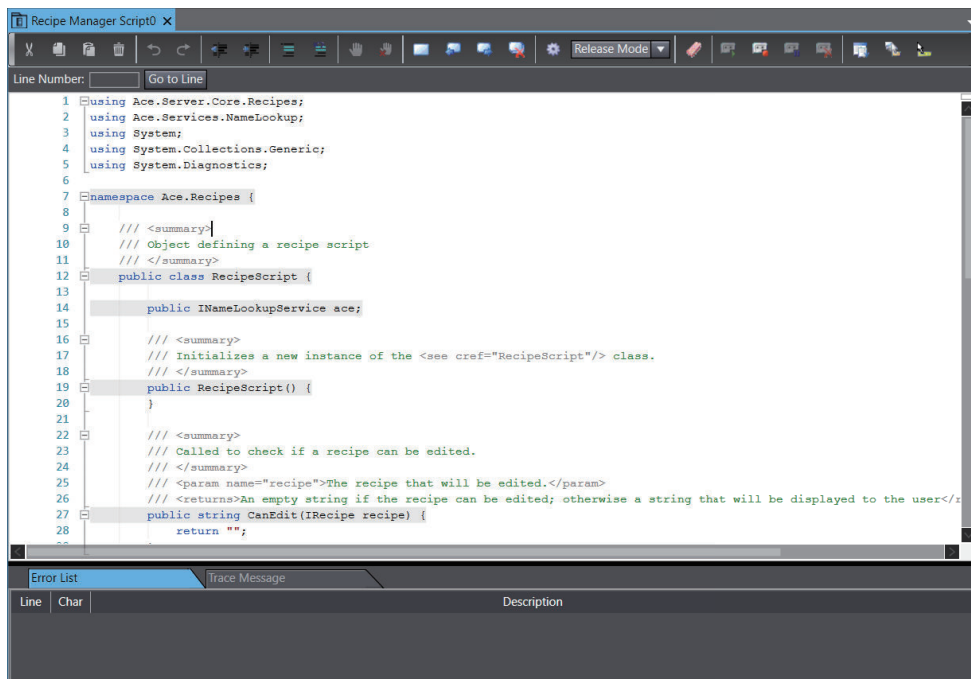 Recipe Manager Script0 X
Release Mode
Line Number: Go to Line
1 using Ace.Server.Core.Recipes;
2 using Ace.Services.NameLookup;
3 using System;
4 using System.Collections.Generic;
5 using System.Diagnostics;
6
7 namespace Ace.Recipes {
8
9 /// <summary>
10 /// Object defining a recipe script
11 /// </summary>
12 public class RecipeScript {
13
14 public INameLookupService ace;
15
16 /// <summary>
17 /// Initializes a new instance of the <see cref="RecipeScript"/> class.
18 /// </summary>
19 public RecipeScript() {
20 }
21
22 /// <summary>
23 /// Called to check if a recipe can be edited.
24 /// </summary>
25 /// <param name="recipe">The recipe that will be edited.</param>
26 /// <returns>An empty string if the recipe can be edited; otherwise a string that will be displayed to the user</r
27 public string CanEdit(IRecipe recipe) {
28 return "";
Error List Trace Message
Line Char Description